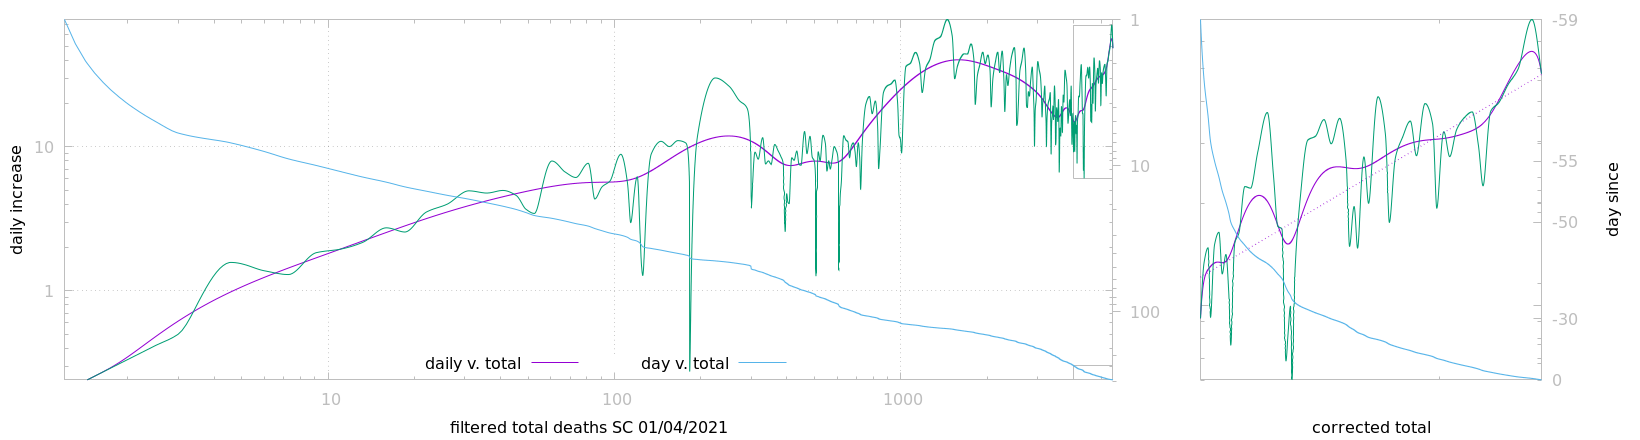 daily increase
10
1
daily v. total
day v. total
10
100
1000
filtered total deaths SC 01/04/2021
1
10
100
-59
-55
-50
-30
0
day since
corrected total